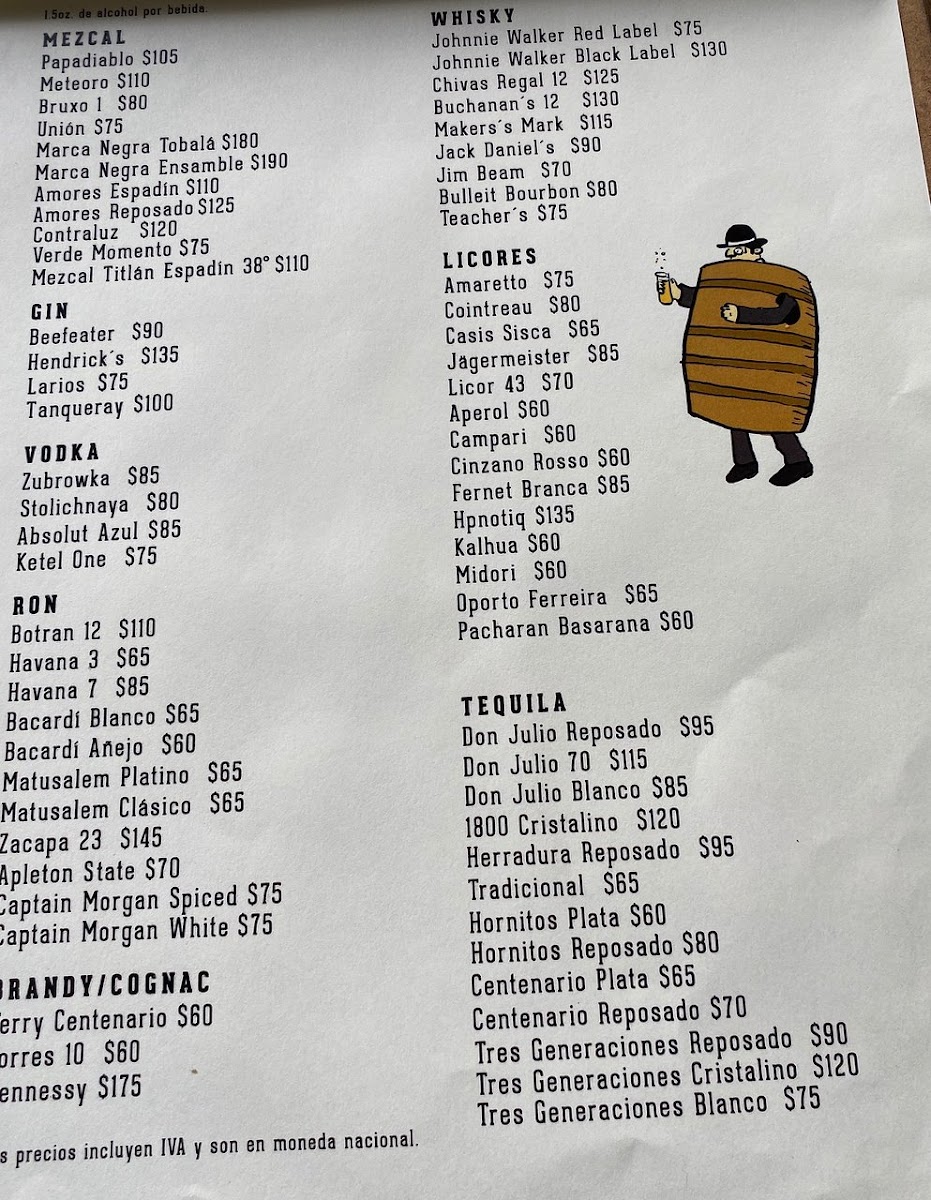 1.5oz. de alcohol por bebida.
MEZCAL
Papadiablo $105
Meteoro $110
Bruxo 1 $80
Unión $75
Marca Negra Tobalá $180
Marca Negra Ensamble $190
Amores Espadín $110
Amores Reposado $125
Contraluz $120
Verde Momento $75
Mezcal Titlán Espadín 38° $110
GIN
Beefeater $90
Hendrick´s $135
Larios $75
Tanqueray $100
VODKA
Zubrowka $85
Stolichnaya $80
Absolut Azul $85
Ketel One $75
RON
Botran 12 $110
Havana 3 $65
Havana 7 $85
Bacardí Blanco $65
Bacardí Añejo $60
Matusalem Platino $65
Matusalem Clásico $65
Zacapa 23 $145
Apleton State $70
Captain Morgan Spiced $75
Captain Morgan White $75
BRANDY/COGNAC
erry Centenario $60
orres 10 $60
ennessy $175
s precios incluyen IVA y son en moneda nacional.
WHISKY
Johnnie Walker Red Label $75
Johnnie Walker Black Label $130
Chivas Regal 12 $125
Buchanan´s 12 $130
Makers´s Mark $115
Jack Daniel´s $90
Jim Beam $70
Bulleit Bourbon $80
Teacher´s $75
LICORES
Amaretto $75
Cointreau $80
Casis Sisca $65
Jägermeister $85
Licor 43 $70
Aperol $60
Campari $60
Cinzano Rosso $60
Fernet Branca $85
Hpnotiq $135
Kalhua $60
Midori $60
Oporto Ferreira $65
Pacharan Basarana $60
TEQUILA
Don Julio Reposado $95
Don Julio 70 $115
Don Julio Blanco $85
1800 Cristalino $120
Herradura Reposado $95
Tradicional $65
Hornitos Plata $60
Hornitos Reposado $80
Centenario Plata $65
Centenario Reposado $70
Tres Generaciones Reposado $90
Tres Generaciones Cristalino $120
Tres Generaciones Blanco $75